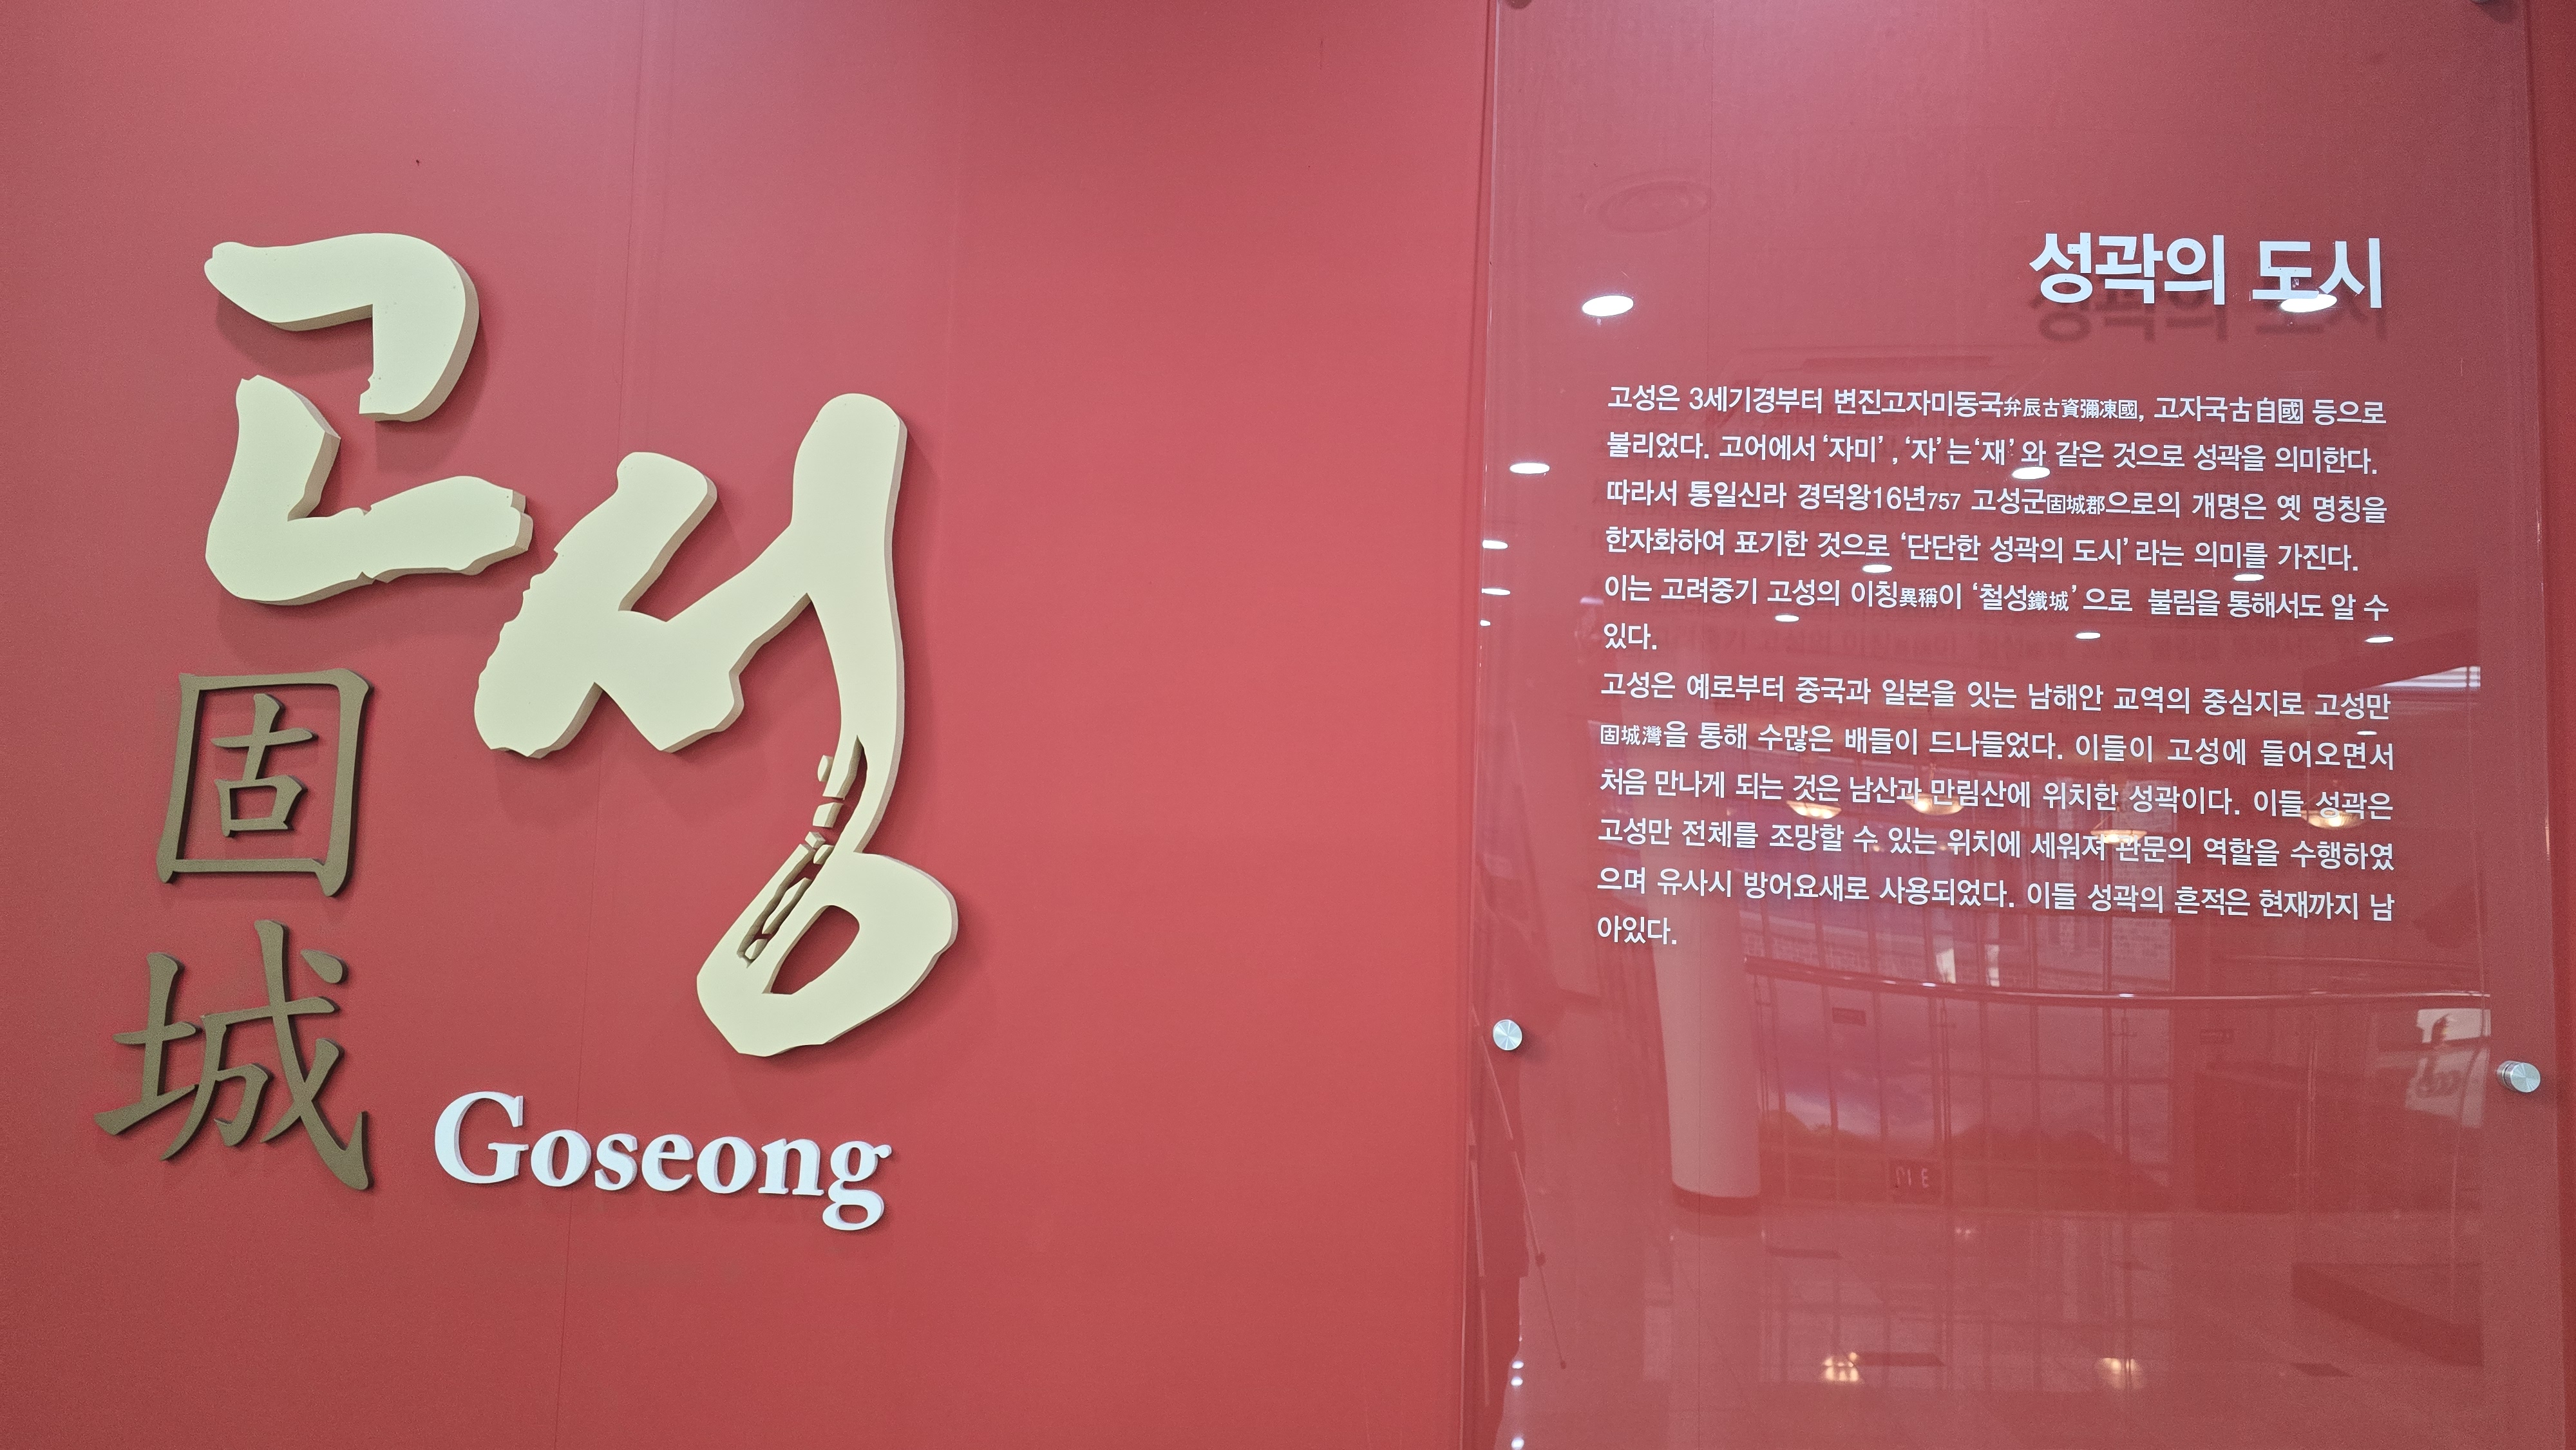 고성
固
城
Goseong
성곽의 도시
고성은 3세기경부터 변진고자미동국弁辰古資彌凍國, 고자국古自國 등으로
불리었다. 고어에서 ‘자미’, ‘자’는 ‘재’와 같은 것으로 성곽을 의미한다.
따라서 통일신라 경덕왕16년757 고성군固城郡으로의 개명은 옛 명칭을
한자화하여 표기한 것으로 ‘단단한 성곽의 도시’라는 의미를 가진다.
이는 고려중기 고성의 이칭異稱이 ‘철성鐵城’으로 불림을 통해서도 알 수
있다.
고성은 예로부터 중국과 일본을 잇는 남해안 교역의 중심지로 고성만
固城灣을 통해 수많은 배들이 드나들었다. 이들이 고성에 들어오면서
처음 만나게 되는 것은 남산과 만림산에 위치한 성곽이다. 이들 성곽은
고성만 전체를 조망할 수 있는 위치에 세워져 관문의 역할을 수행하였
으며 유사시 방어요새로 사용되었다. 이들 성곽의 흔적은 현재까지 남
아있다.